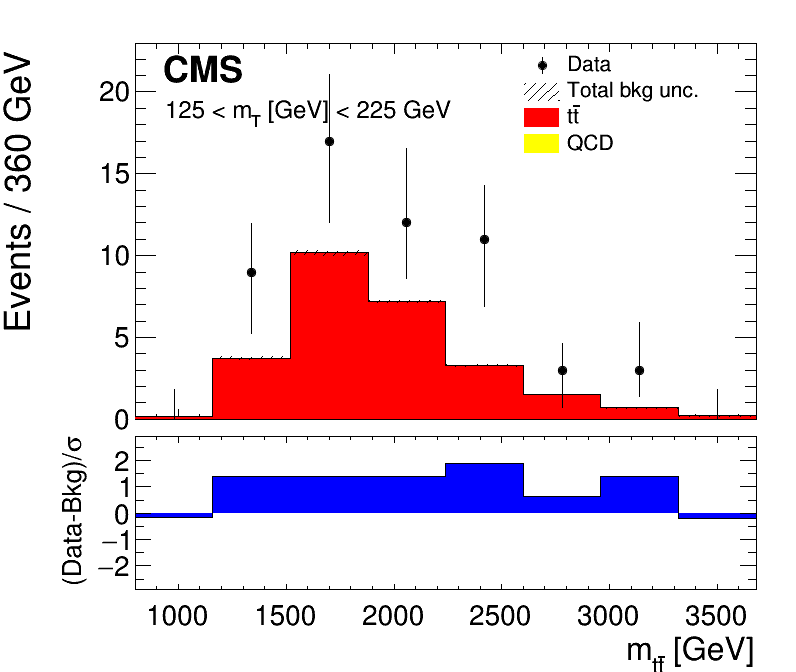 CMS
125 < m_T [GeV] < 225 GeV
Data
Total bkg unc.
tt̄
QCD
Events / 360 GeV
20
15
10
5
0
(Data-Bkg)/σ
2
1
0
−1
−2
1000 1500 2000 2500 3000 3500
m_tt̄ [GeV]